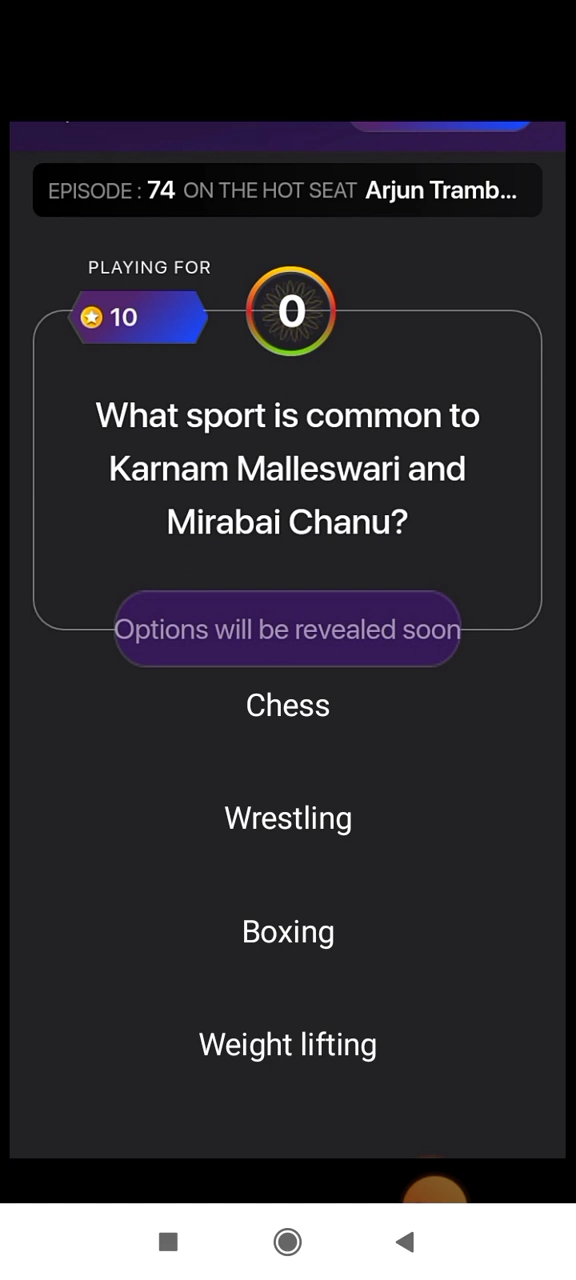 EPISODE : 74 ON THE HOT SEAT Arjun Tramb...
PLAYING FOR
10
0
What sport is common to
Karnam Malleswari and
Mirabai Chanu?
Options will be revealed soon
Chess
Wrestling
Boxing
Weight lifting